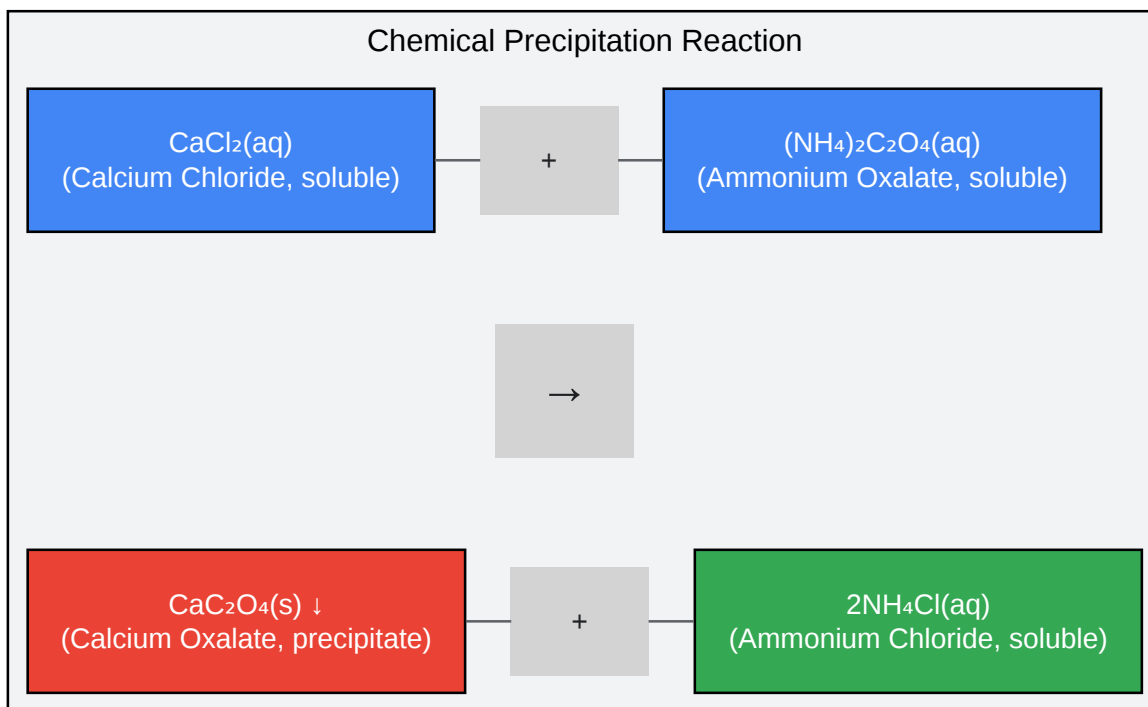 Chemical Precipitation Reaction
CaCl₂(aq)
(Calcium Chloride, soluble)
+
(NH₄)₂C₂O₄(aq)
(Ammonium Oxalate, soluble)
→
CaC₂O₄(s) ↓
(Calcium Oxalate, precipitate)
+
2NH₄Cl(aq)
(Ammonium Chloride, soluble)